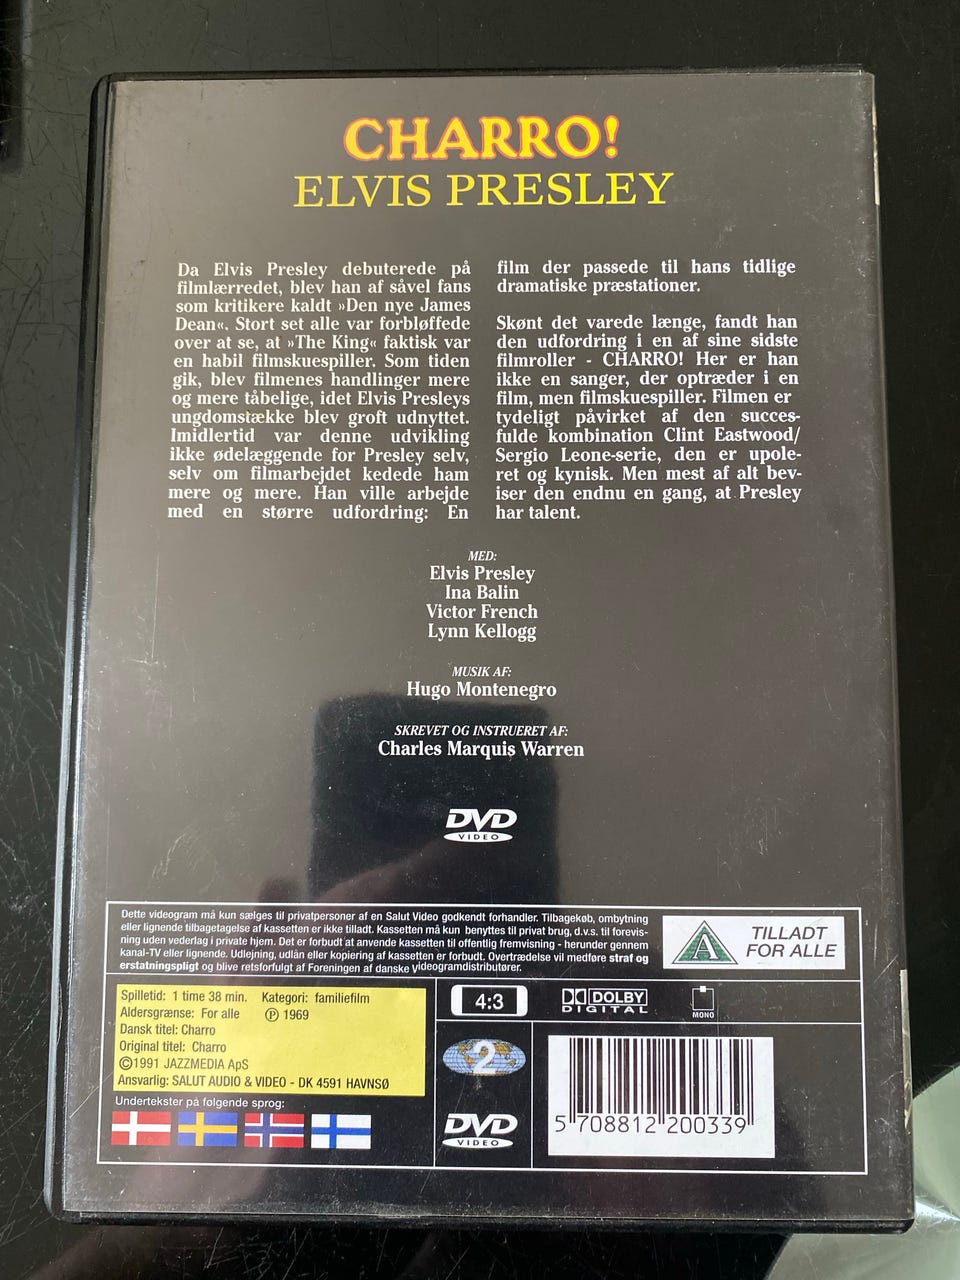 CHARRO!
ELVIS PRESLEY
Da Elvis Presley debuterede på
filmlærredet, blev han af såvel fans
som kritikere kaldt »Den nye James
Dean«. Stort set alle var forbløffede
over at se, at »The King« faktisk var
en habil filmskuespiller. Som tiden
gik, blev filmenes handlinger mere
og mere tåbelige, idet Elvis Presleys
ungdomstække blev groft udnyttet.
Imidlertid var denne udvikling
ikke ødelæggende for Presley selv,
selv om filmarbejdet kedede ham
mere og mere. Han ville arbejde
med en større udfordring: En
film der passede til hans tidlige
dramatiske præstationer.
Skønt det varede længe, fandt han
den udfordring i en af sine sidste
filmroller - CHARRO! Her er han
ikke en sanger, der optræder i en
film, men filmskuespiller. Filmen er
tydeligt påvirket af den succes-
fulde kombination Clint Eastwood/
Sergio Leone-serie, den er upole-
ret og kynisk. Men mest af alt bev-
iser den endnu en gang, at Presley
har talent.
MED:
Elvis Presley
Ina Balin
Victor French
Lynn Kellogg
MUSIK AF:
Hugo Montenegro
SKREVET OG INSTRUERET AF:
Charles Marquis Warren
DVD
VIDEO
Dette videogram må kun sælges til privatpersoner af en Salut Video godkendt forhandler. Tilbagekøb, ombytning
eller lignende tilbagetagelse af kassetten er ikke tilladt. Kassetten må kun benyttes til privat brug, d.v.s. til forevis-
ning uden vederlag i private hjem. Det er forbudt at anvende kassetten til offentlig fremvisning - herunder gennem
kanal-TV eller lignende. Udlejning, udlån eller kopiering af kassetten er forbudt. Overtrædelse vil medføre straf og
erstatningspligt og blive retsforfulgt af Foreningen af danske videogramdistributører.
A
TILLADT
FOR ALLE
Spilletid: 1 time 38 min. Kategori: familiefilm
Aldersgrænse: For alle ℗ 1969
Dansk titel: Charro
Original titel: Charro
©1991 JAZZMEDIA ApS
Ansvarlig: SALUT AUDIO & VIDEO - DK 4591 HAVNSØ
Undertekster på følgende sprog:
4:3
DOLBY
DIGITAL
MONO
2
DVD
VIDEO
5 708812 200339